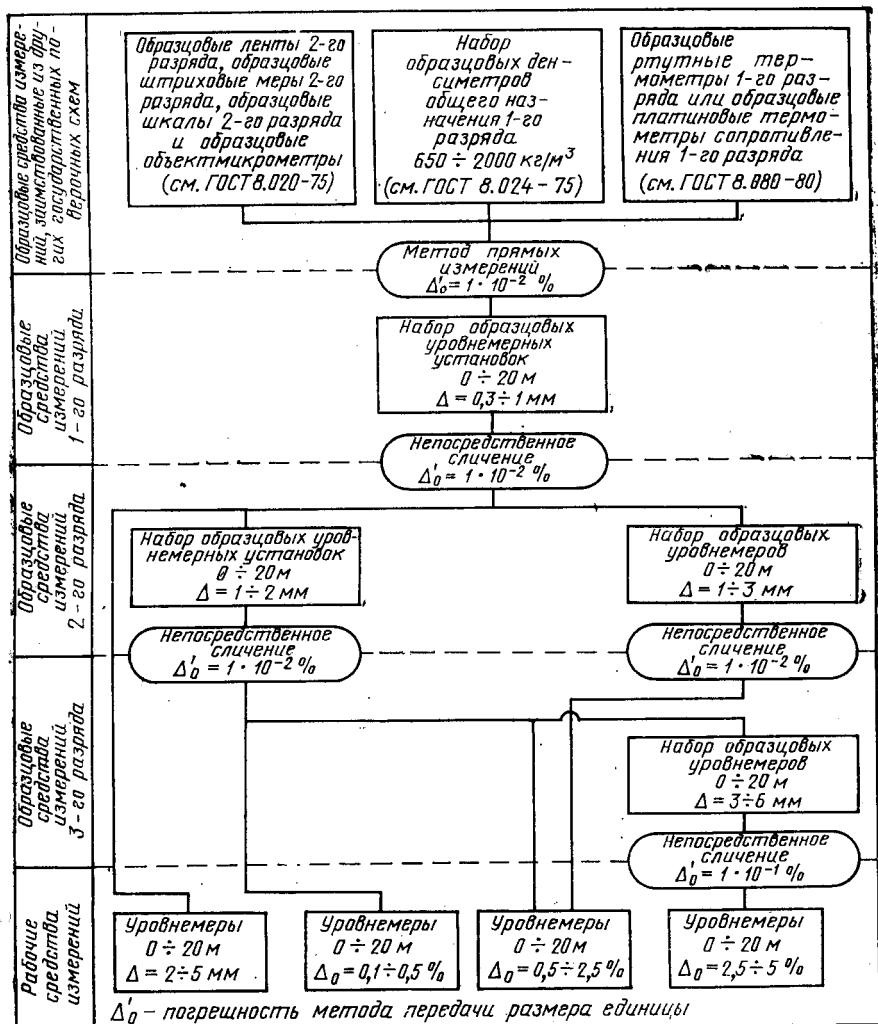 Образцовые средства измере-
ний, заимствованные из дру-
гих государственных по-
верочных схем
Образцовые ленты 2-го
разряда, образцовые
штриховые меры 2-го
разряда, образцовые
шкалы 2-го разряда
и образцовые
объектмикрометры
(см. ГОСТ 8.020-75)
Набор
образцовых ден-
симетров
общего наз-
начения 1-го
разряда
650 ÷ 2000 кг/м³
(см. ГОСТ 8.024-75)
Образцовые
ртутные тер-
мометры 1-го раз-
ряда или образцовые
платиновые термо-
метры сопротивле-
ния 1-го разряда
(см. ГОСТ 8.080-80)
Метод прямых
измерений
Δ'₀ = 1 · 10⁻² %
Образцовые
средства
измерений
1-го разряда
Набор образцовых
уровнемерных
установок
0 ÷ 20 м
Δ = 0,3 ÷ 1 мм
Непосредственное
сличение
Δ'₀ = 1 · 10⁻² %
Образцовые
средства
измерений
2-го разряда
Набор образцовых уров-
немерных установок
0 ÷ 20 м
Δ = 1 ÷ 2 мм
Набор образцовых
уровнемеров
0 ÷ 20 м
Δ = 1 ÷ 3 мм
Непосредственное
сличение
Δ'₀ = 1 · 10⁻² %
Непосредственное
сличение
Δ'₀ = 1 · 10⁻² %
Образцовые
средства
измерений
3-го разряда
Набор образцовых
уровнемеров
0 ÷ 20 м
Δ = 3 ÷ 6 мм
Непосредственное
сличение
Δ'₀ = 1 · 10⁻¹ %
Рабочие
средства
измерений
Уровнемеры
0 ÷ 20 м
Δ = 2 ÷ 5 мм
Уровнемеры
0 ÷ 20 м
Δ₀ = 0,1 ÷ 0,5 %
Уровнемеры
0 ÷ 20 м
Δ₀ = 0,5 ÷ 2,5 %
Уровнемеры
0 ÷ 20 м
Δ₀ = 2,5 ÷ 5 %
Δ'₀ - погрешность метода передачи размера единицы